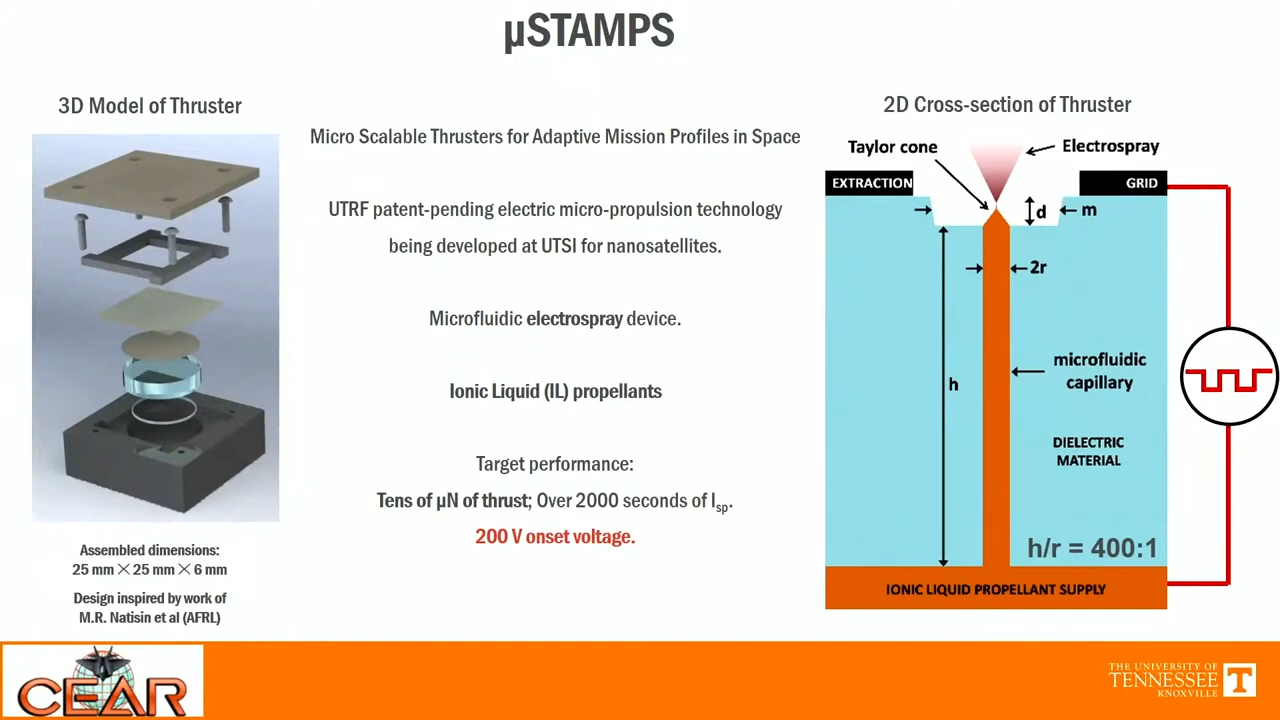 µSTAMPS
3D Model of Thruster
Assembled dimensions:
25 mm × 25 mm × 6 mm
Design inspired by work of
M.R. Natisin et al (AFRL)
Micro Scalable Thrusters for Adaptive Mission Profiles in Space
UTRF patent-pending electric micro-propulsion technology
being developed at UTSI for nanosatellites.
Microfluidic electrospray device.
Ionic Liquid (IL) propellants
Target performance:
Tens of µN of thrust; Over 2000 seconds of Isp.
200 V onset voltage.
2D Cross-section of Thruster
Taylor cone
Electrospray
EXTRACTION
GRID
d
m
2r
h
microfluidic
capillary
DIELECTRIC
MATERIAL
h/r = 400:1
IONIC LIQUID PROPELLANT SUPPLY
CEAR
THE UNIVERSITY OF
TENNESSEE
KNOXVILLE
T